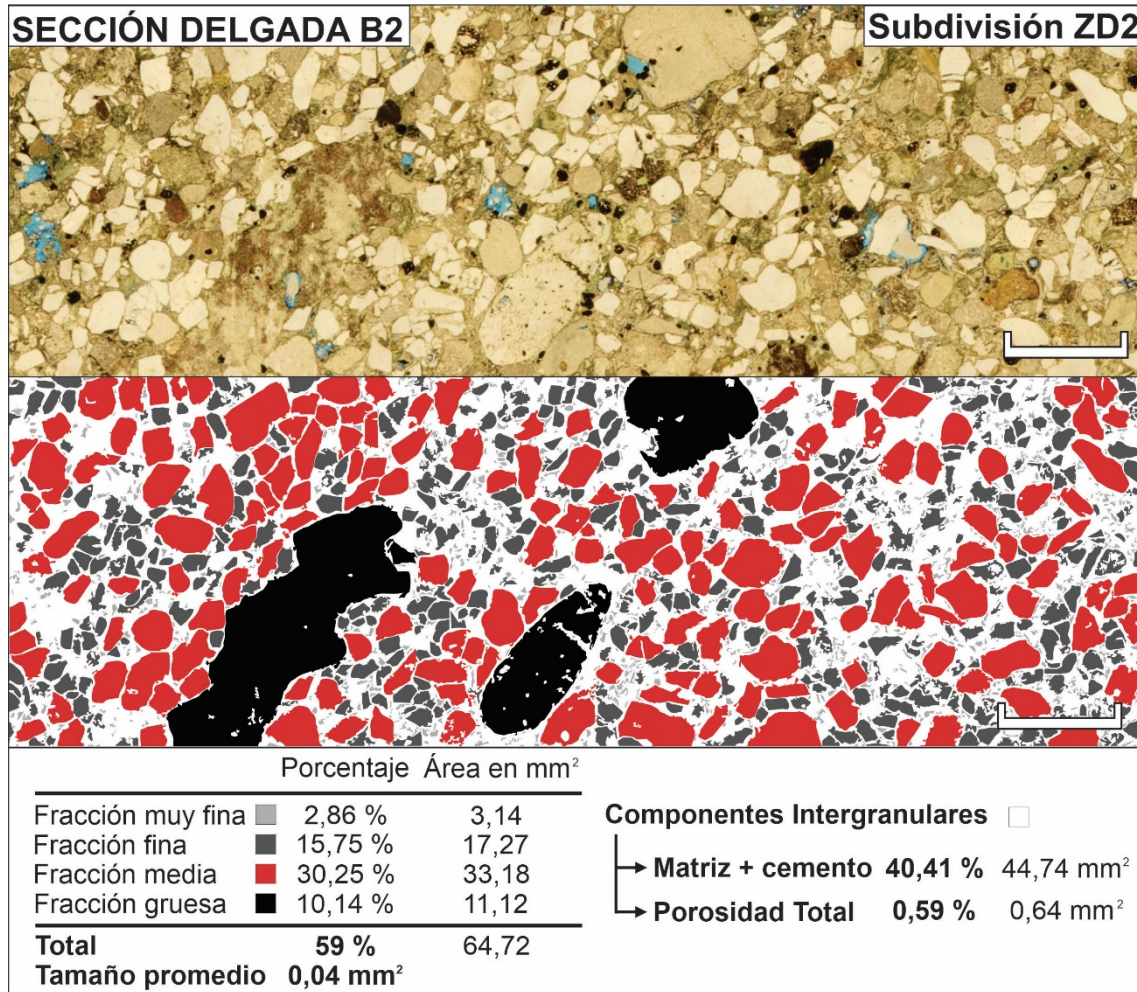 SECCIÓN DELGADA B2
Subdivisión ZD2
Porcentaje Área en mm²
Fracción muy fina 2,86 % 3,14
Fracción fina 15,75 % 17,27
Fracción media 30,25 % 33,18
Fracción gruesa 10,14 % 11,12
Total 59 % 64,72
Tamaño promedio 0,04 mm²
Componentes Intergranulares
Matriz + cemento 40,41 % 44,74 mm²
Porosidad Total 0,59 % 0,64 mm²